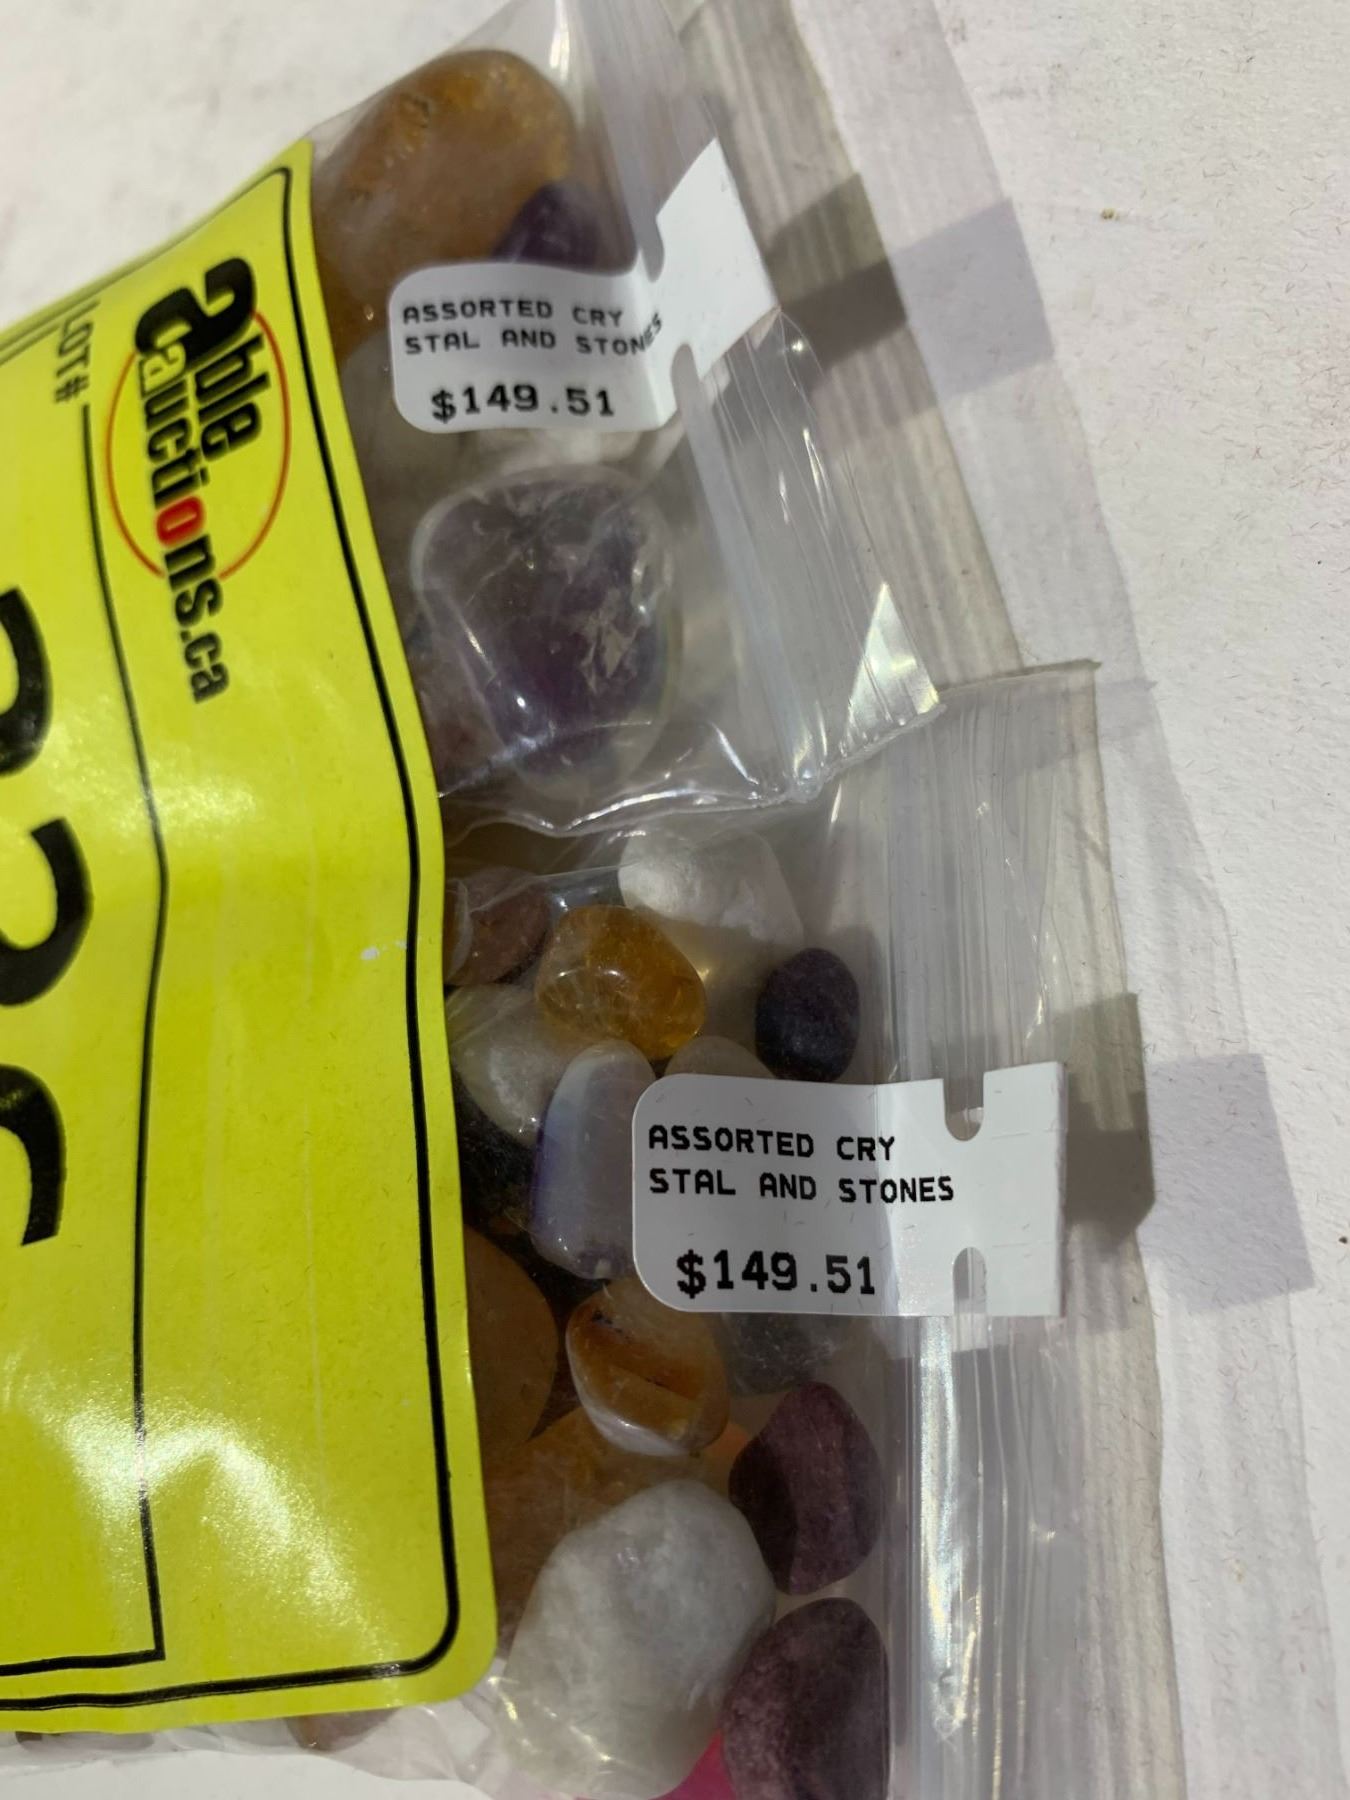 able
auctions.ca
LOT#
ASSORTED CRY
STAL AND STONES
$149.51
ASSORTED CRY
STAL AND STONES
$149.51